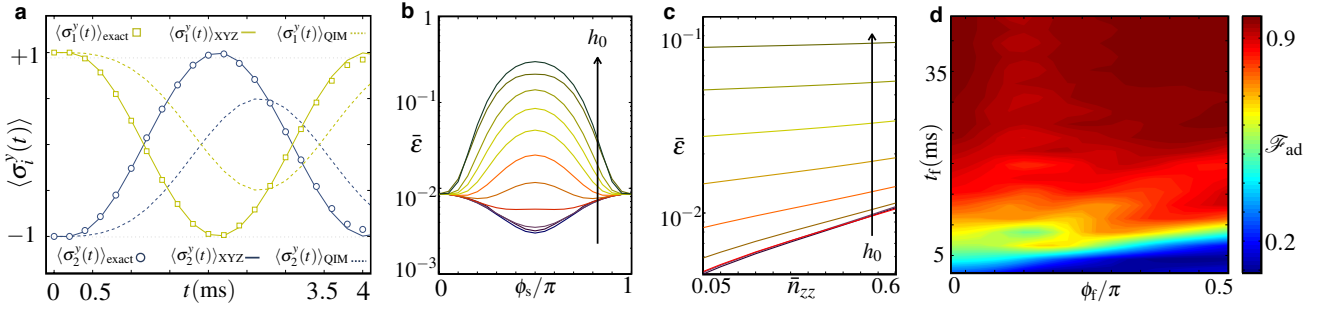 a
⟨σ₁ʸ(t)⟩exact ⟨σ₁ʸ(t)⟩XYZ ⟨σ₁ʸ(t)⟩QIM
+1
⟨σᵢʸ(t)⟩
−1
⟨σ₂ʸ(t)⟩exact ⟨σ₂ʸ(t)⟩XYZ ⟨σ₂ʸ(t)⟩QIM
0 0.5 t(ms) 3.5 4
b
1
h₀
10⁻¹
ε̄
10⁻²
10⁻³
0 ϕₛ/π 1
c
10⁻¹
ε̄
10⁻²
h₀
0.05 n̄zz 0.6
d
35
t_f(ms)
5
0 ϕ_f/π 0.5
0.9
ℱad
0.2